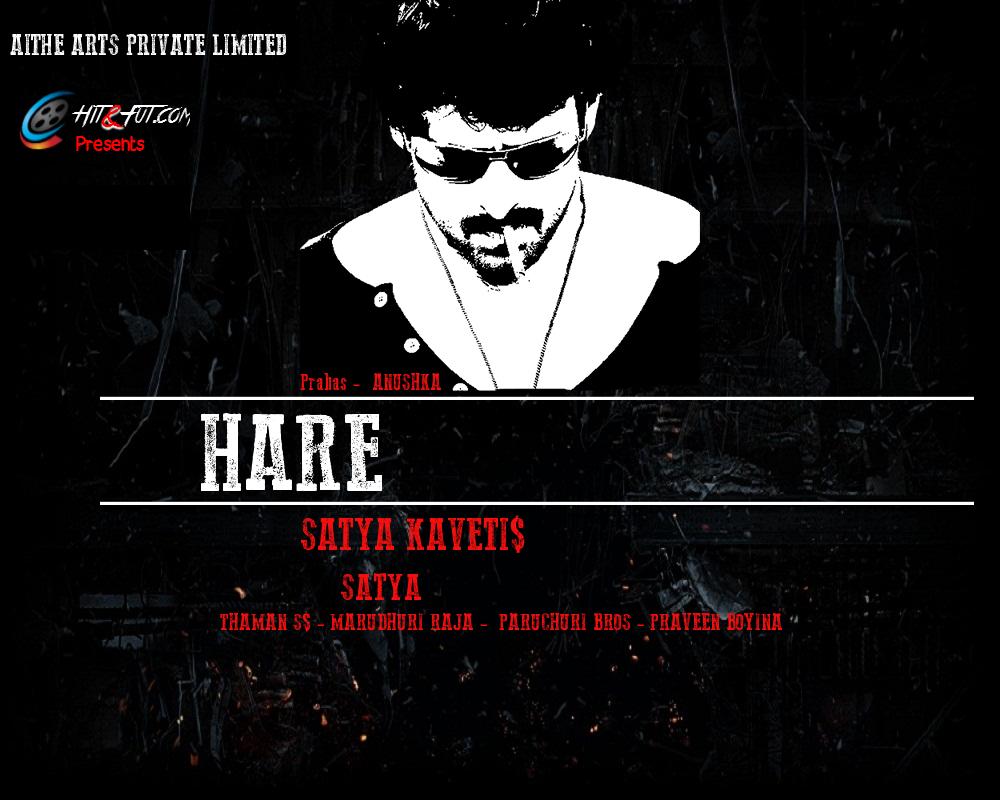 AITHE ARTS PRIVATE LIMITED
HIT&FUT.COM
Presents
Prabas - ANUSHKA
HARE
SATYA KAVETI$
SATYA
THAMAN S$ - MARUDHURI RAJA - PARUCHURI BROS - PRAVEEN BOYINA